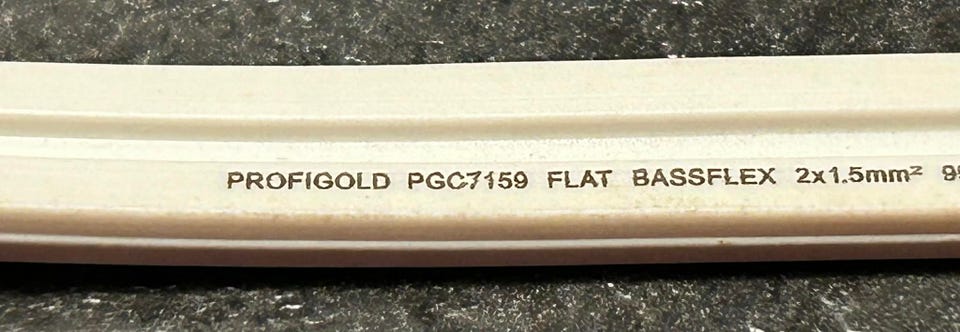 PROFIGOLD PGC7159 FLAT BASSFLEX 2x1.5mm²